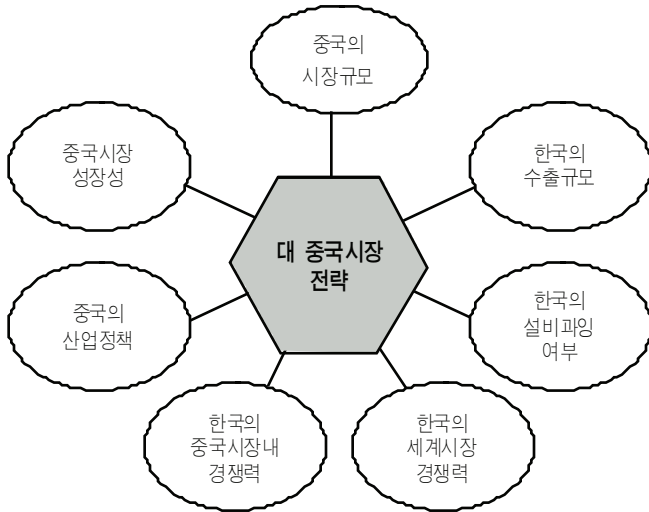 중국의
시장규모
중국시장
성장성
한국의
수출규모
대 중국시장
전략
중국의
산업정책
한국의
설비과잉
여부
한국의
중국시장내
경쟁력
한국의
세계시장
경쟁력